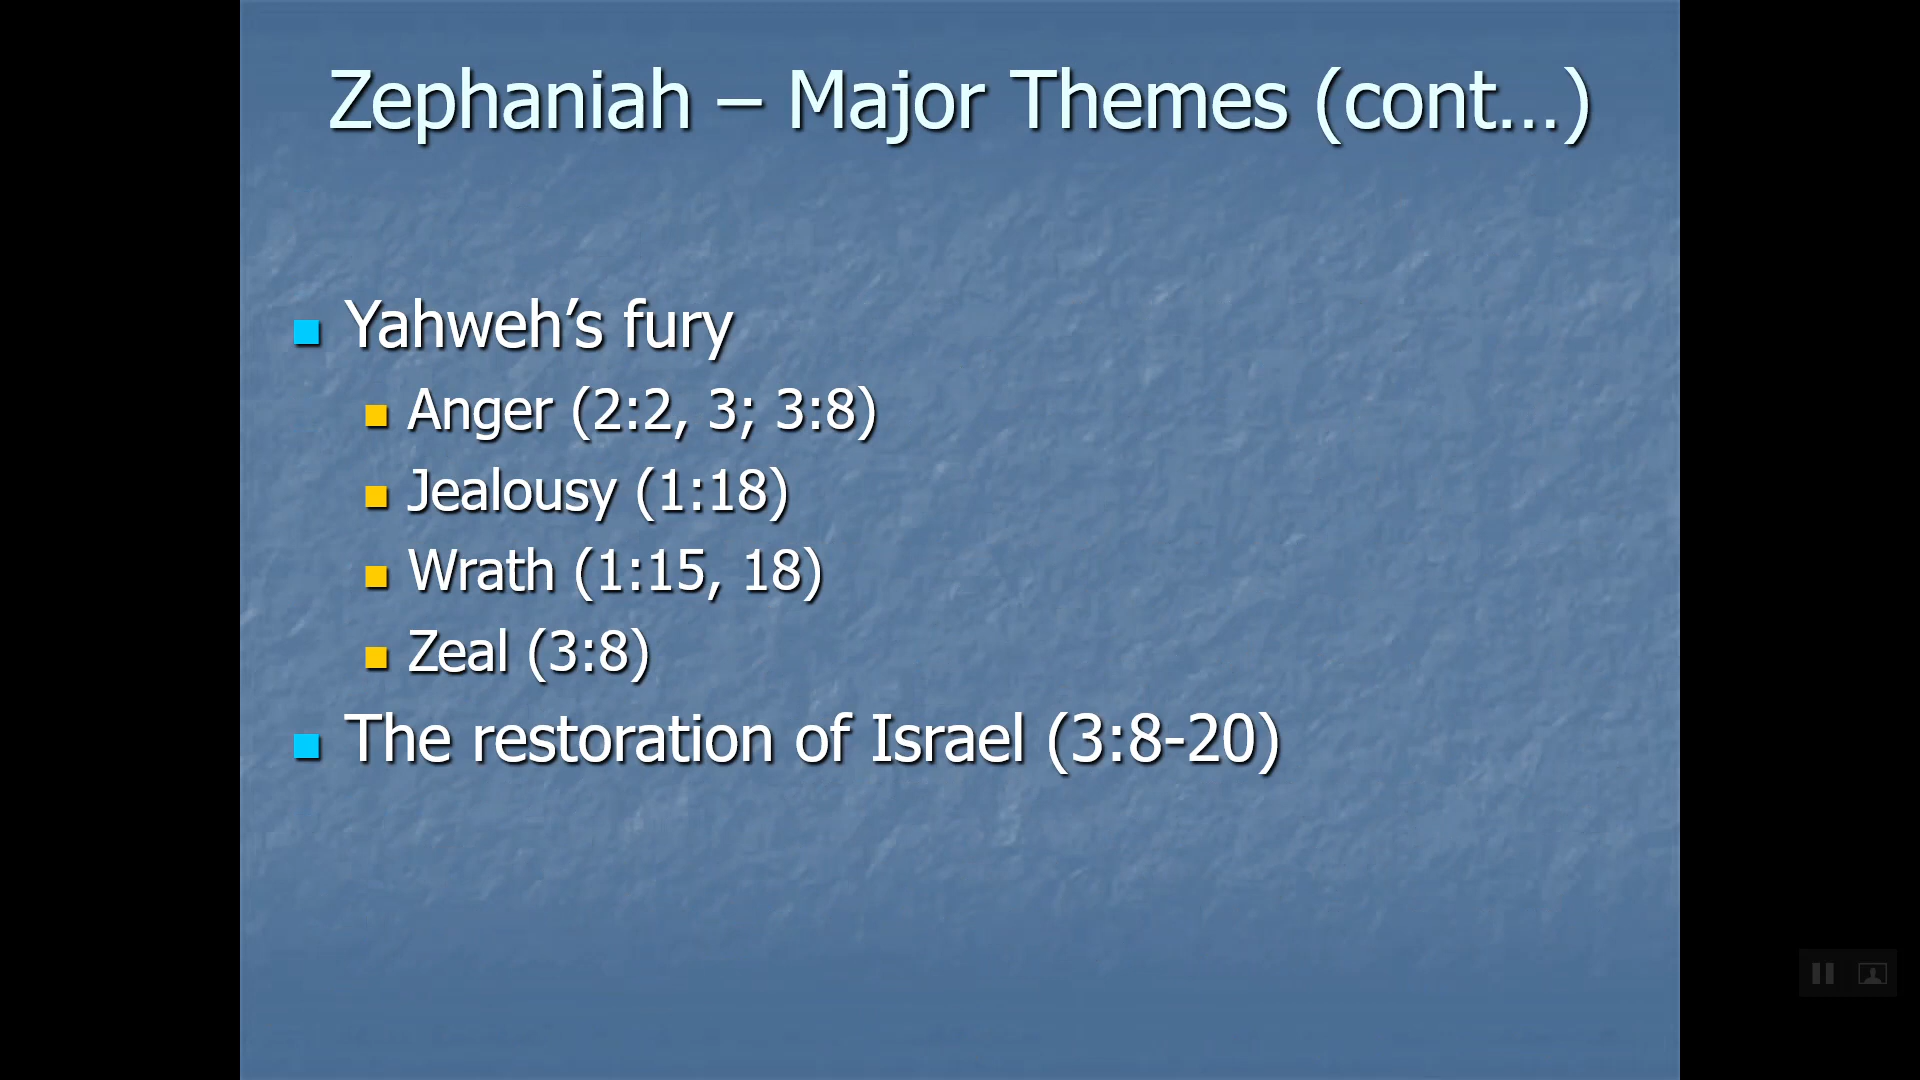 Zephaniah – Major Themes (cont…)
Yahweh’s fury
Anger (2:2, 3; 3:8)
Jealousy (1:18)
Wrath (1:15, 18)
Zeal (3:8)
The restoration of Israel (3:8-20)